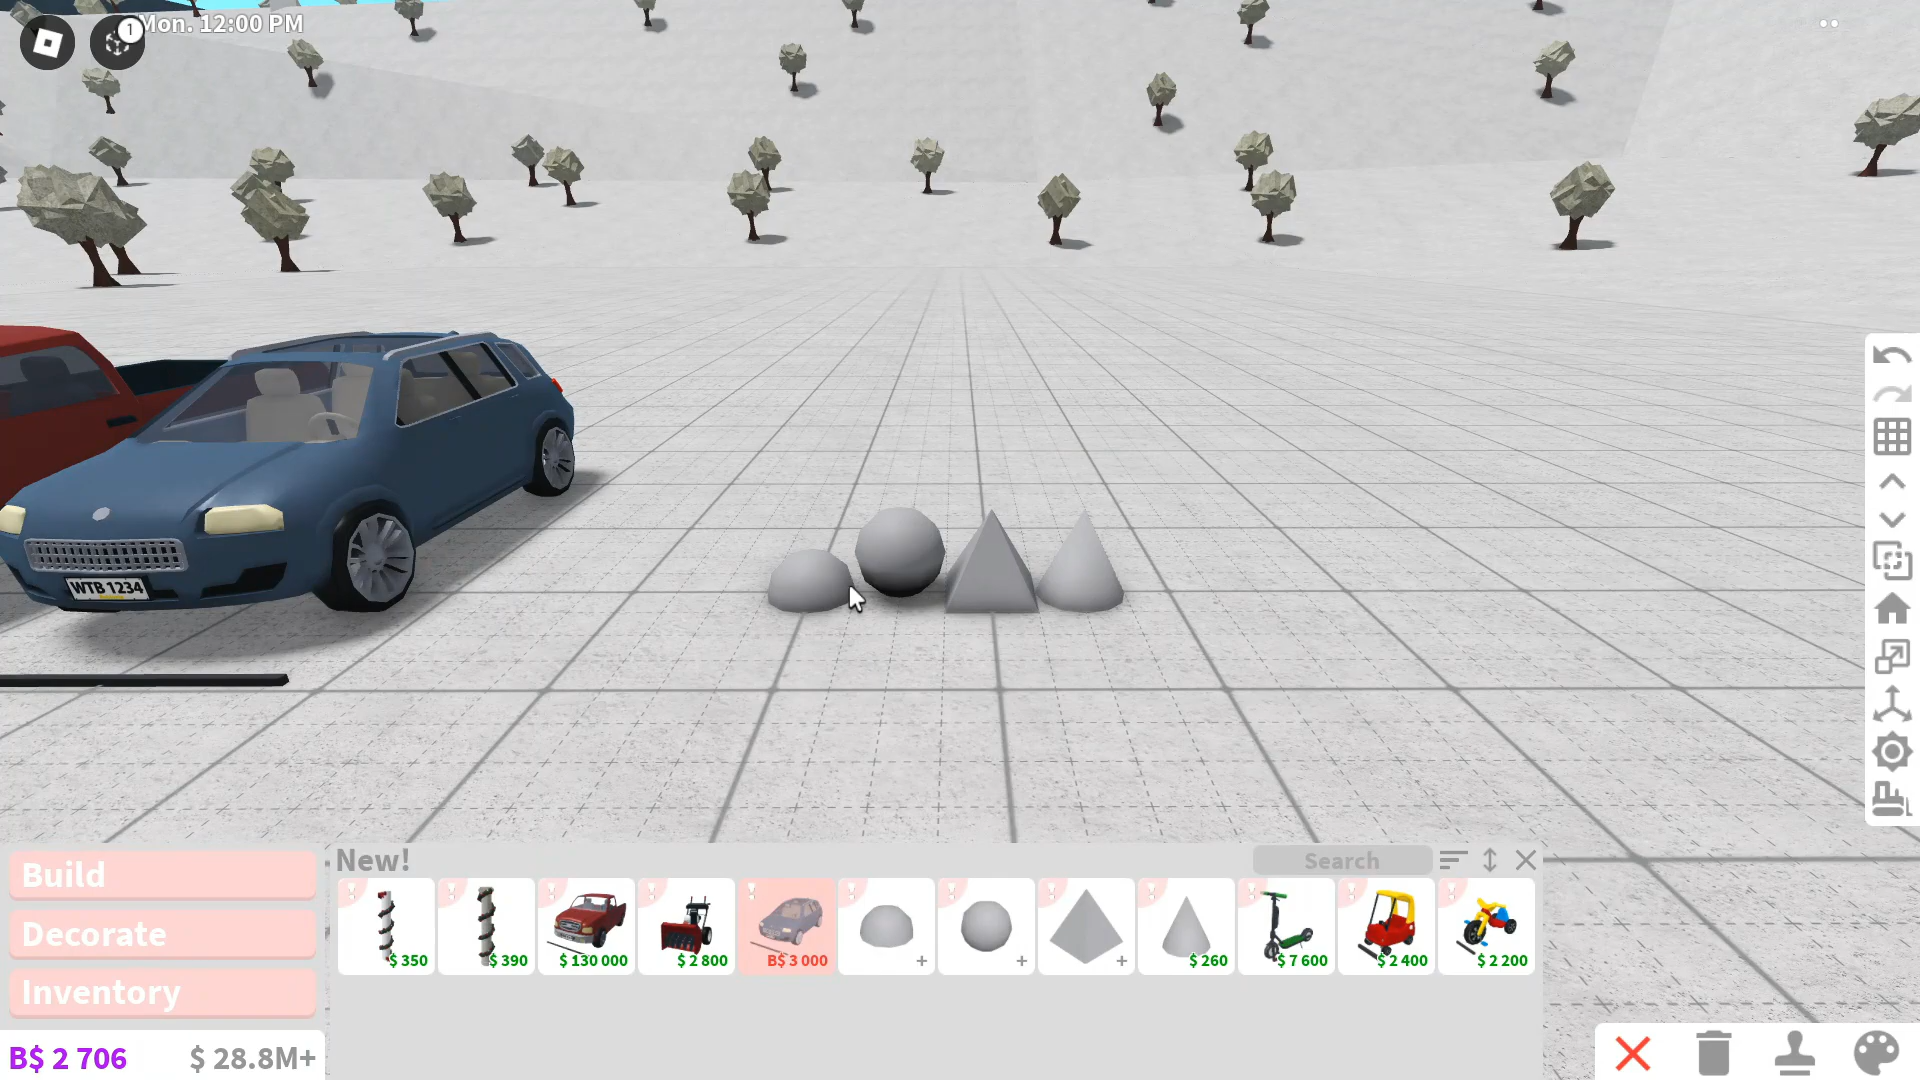 1
Mon. 12:00 PM
WTB 1234
Build
Decorate
Inventory
B$ 2 706
$ 28.8M+
New!
Search
$ 350
$ 390
$ 130 000
$ 2 800
B$ 3 000
+
+
+
$ 260
$ 7 600
$ 2 400
$ 2 200